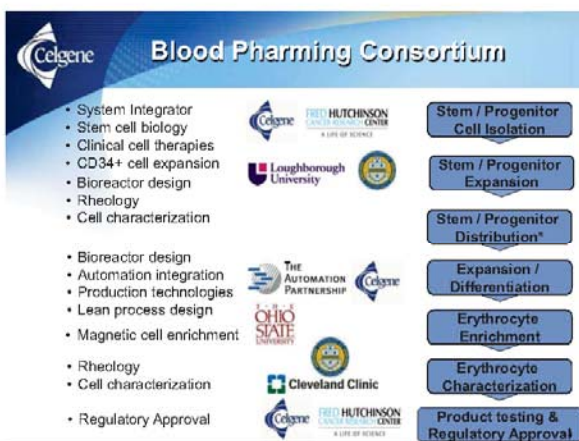 Celgene
Blood Pharming Consortium
• System Integrator
• Stem cell biology
• Clinical cell therapies
• CD34+ cell expansion
• Bioreactor design
• Rheology
• Cell characterization
Celgene
FRED HUTCHINSON
CANCER RESEARCH CENTER
A LIFE OF SCIENCE
Loughborough
University
Stem / Progenitor
Cell Isolation
Stem / Progenitor
Expansion
Stem / Progenitor
Distribution*
• Bioreactor design
• Automation integration
• Production technologies
• Lean process design
• Magnetic cell enrichment
THE
AUTOMATION
PARTNERSHIP
Celgene
THE
OHIO
STATE
UNIVERSITY
Expansion /
Differentiation
Erythrocyte
Enrichment
• Rheology
• Cell characterization
Cleveland Clinic
Erythrocyte
Characterization
• Regulatory Approval
Celgene
FRED HUTCHINSON
CANCER RESEARCH CENTER
A LIFE OF SCIENCE
Product testing &
Regulatory Approval